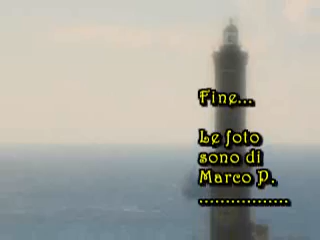 Fine...
Le foto
sono di
Marco P.
.................